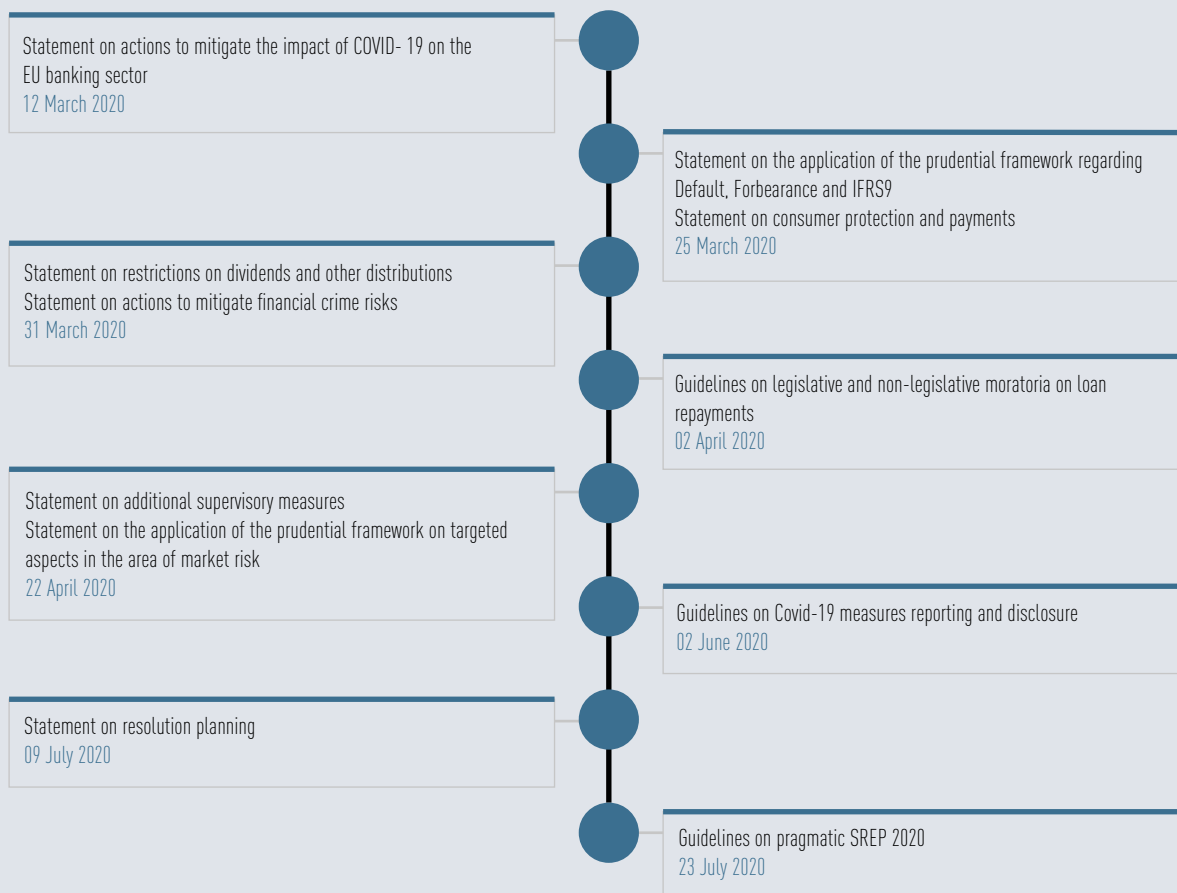 Statement on actions to mitigate the impact of COVID- 19 on the
EU banking sector
12 March 2020
Statement on the application of the prudential framework regarding
Default, Forbearance and IFRS9
Statement on consumer protection and payments
25 March 2020
Statement on restrictions on dividends and other distributions
Statement on actions to mitigate financial crime risks
31 March 2020
Guidelines on legislative and non-legislative moratoria on loan
repayments
02 April 2020
Statement on additional supervisory measures
Statement on the application of the prudential framework on targeted
aspects in the area of market risk
22 April 2020
Guidelines on Covid-19 measures reporting and disclosure
02 June 2020
Statement on resolution planning
09 July 2020
Guidelines on pragmatic SREP 2020
23 July 2020